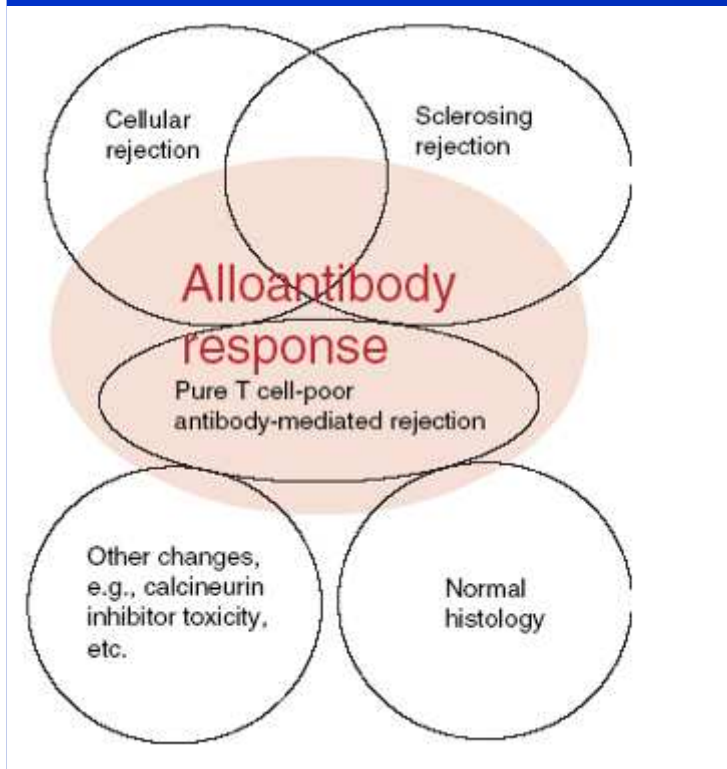 Cellular
rejection
Sclerosing
rejection
Alloantibody
response
Pure T cell-poor
antibody-mediated rejection
Other changes,
e.g., calcineurin
inhibitor toxicity,
etc.
Normal
histology